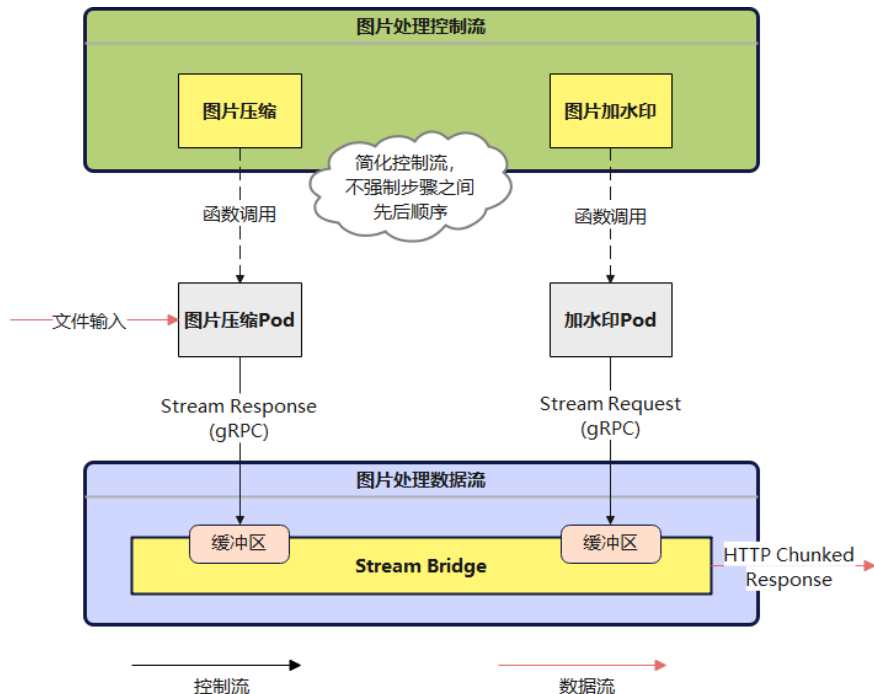 图片处理控制流
图片压缩
图片加水印
简化控制流，
不强制步骤之间
先后顺序
函数调用
函数调用
文件输入
图片压缩Pod
加水印Pod
Stream Response
(gRPC)
Stream Request
(gRPC)
图片处理数据流
缓冲区
缓冲区
Stream Bridge
HTTP Chunked
Response
控制流
数据流